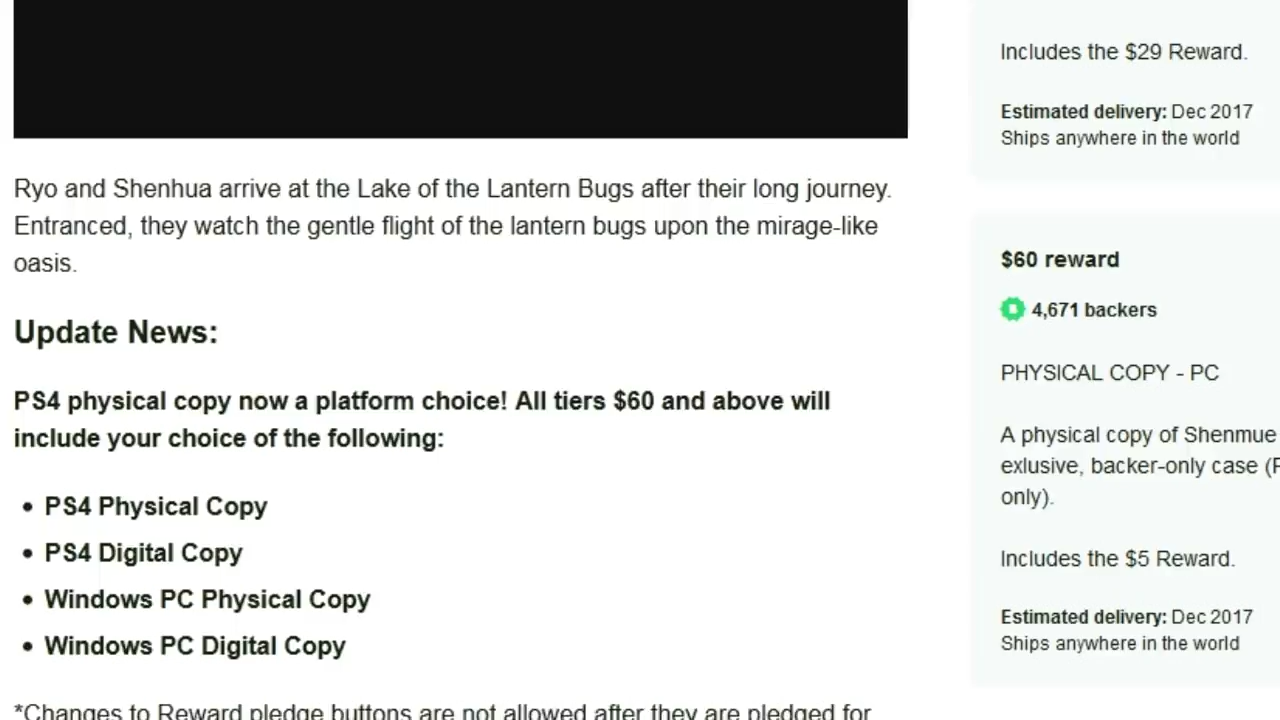 Ryo and Shenhua arrive at the Lake of the Lantern Bugs after their long journey.
Entranced, they watch the gentle flight of the lantern bugs upon the mirage-like
oasis.
Update News:
PS4 physical copy now a platform choice! All tiers $60 and above will
include your choice of the following:
• PS4 Physical Copy
• PS4 Digital Copy
• Windows PC Physical Copy
• Windows PC Digital Copy
*Changes to Reward pledge buttons are not allowed after they are pledged for
Includes the $29 Reward.
Estimated delivery: Dec 2017
Ships anywhere in the world
$60 reward
4,671 backers
PHYSICAL COPY - PC
A physical copy of Shenmue
exlusive, backer-only case (
only).
Includes the $5 Reward.
Estimated delivery: Dec 2017
Ships anywhere in the world